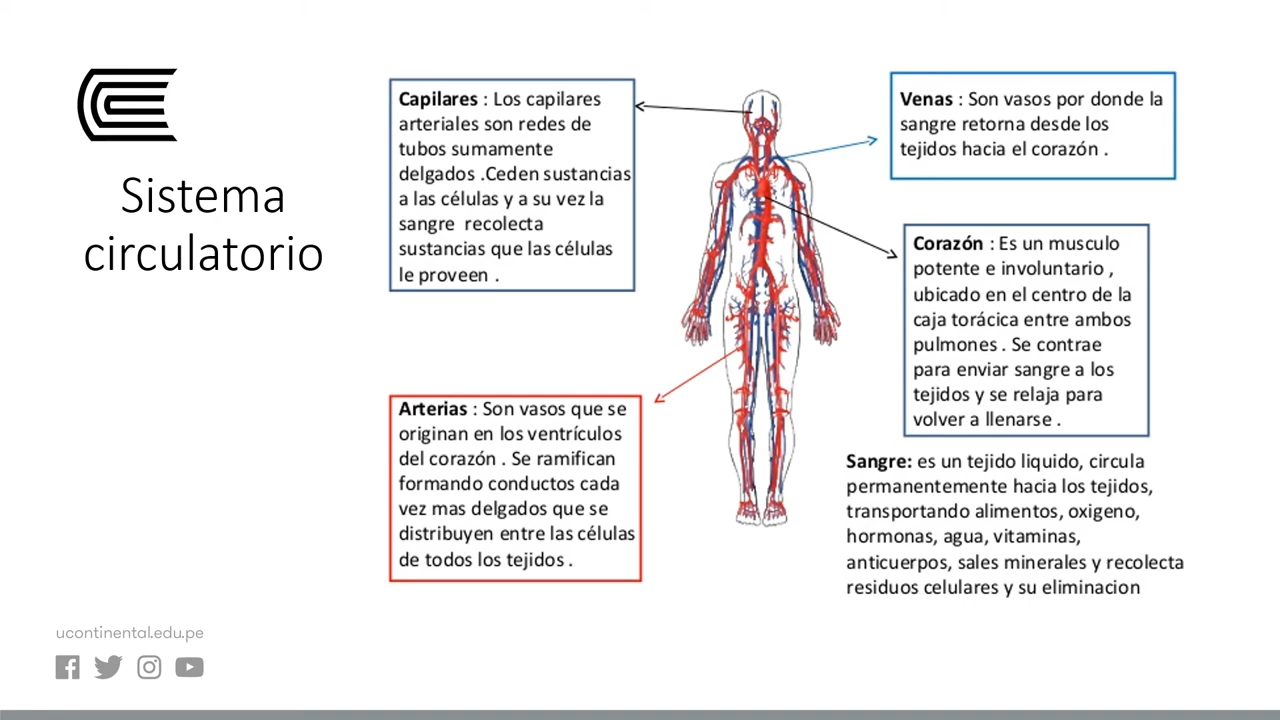 Sistema
circulatorio
Capilares : Los capilares
arteriales son redes de
tubos sumamente
delgados .Ceden sustancias
a las células y a su vez la
sangre recolecta
sustancias que las células
le proveen .
Venas : Son vasos por donde la
sangre retorna desde los
tejidos hacia el corazón .
Corazón : Es un musculo
potente e involuntario ,
ubicado en el centro de la
caja torácica entre ambos
pulmones . Se contrae
para enviar sangre a los
tejidos y se relaja para
volver a llenarse .
Arterias : Son vasos que se
originan en los ventrículos
del corazón . Se ramifican
formando conductos cada
vez mas delgados que se
distribuyen entre las células
de todos los tejidos .
Sangre: es un tejido liquido, circula
permanentemente hacia los tejidos,
transportando alimentos, oxigeno,
hormonas, agua, vitaminas,
anticuerpos, sales minerales y recolecta
residuos celulares y su eliminacion
ucontinental.edu.pe